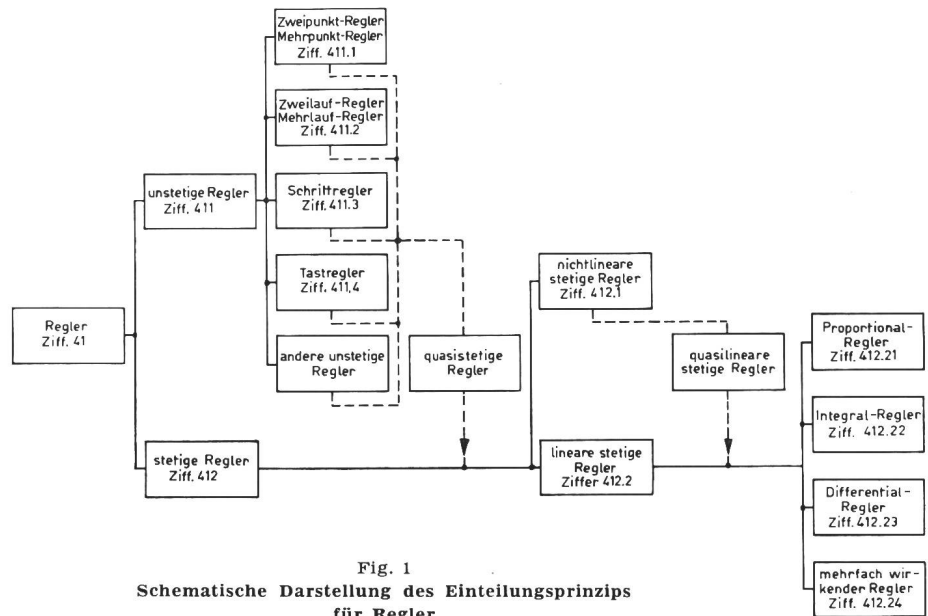 Zweipunkt-Regler
Mehrpunkt-Regler
Ziff. 411.1
Zweilauf-Regler
Mehrlauf-Regler
Ziff. 411.2
unstetige Regler
Ziff. 411
Schrittregler
Ziff. 411.3
Tastregler
Ziff. 411.4
andere unstetige
Regler
Regler
Ziff. 41
quasistetige
Regler
stetige Regler
Ziff. 412
nichtlineare
stetige Regler
Ziff. 412.1
quasilineare
stetige Regler
lineare stetige
Regler
Ziffer 412.2
Proportional-
Regler
Ziff. 412.21
Integral-Regler
Ziff. 412.22
Differential-
Regler
Ziff. 412.23
mehrfach wir-
kender Regler
Ziff. 412.24
Fig. 1
Schematische Darstellung des Einteilungsprinzips
für Regler